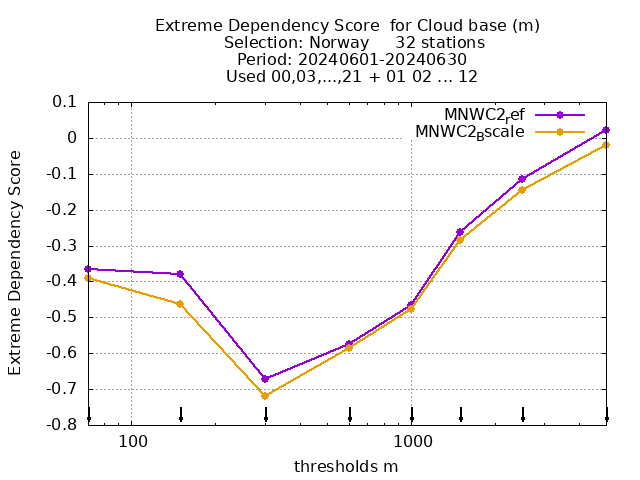 Extreme Dependency Score  for Cloud base (m)
Selection: Norway     32 stations
Period: 20240601-20240630
Used 00,03,...,21 + 01 02 ... 12
MNWC2ref
MNWC2Bscale
0.1
0
-0.1
-0.2
-0.3
-0.4
-0.5
-0.6
-0.7
-0.8
Extreme Dependency Score
100
1000
thresholds m